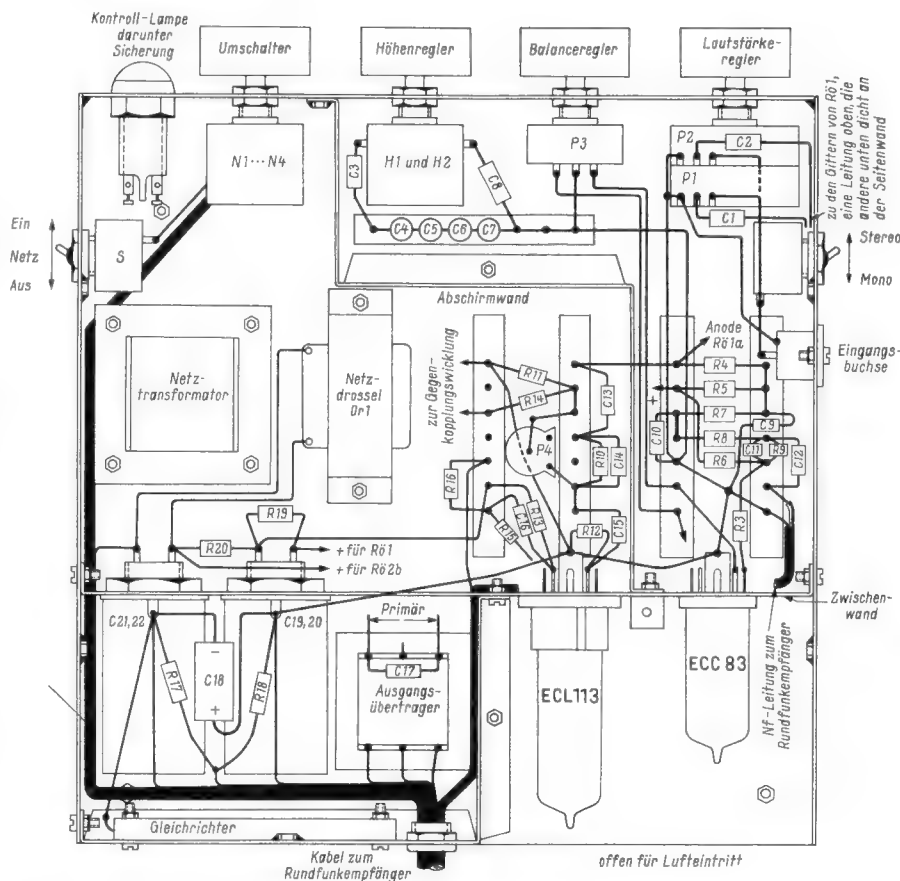 Kontroll-Lampe
darunter
Sicherung
Umschalter
Höhenregler
Balanceregler
Lautstärke-
regler
N1···N4
H1 und H2
C3
C8
P3
P2
C2
P1
C1
zu den Gittern von Rö1,
eine Leitung oben, die
andere unten dicht an
der Seitenwand
C4
C5
C6
C7
Ein
Netz
Aus
S
Stereo
Mono
Abschirmwand
Netz-
transformator
Netz-
drossel
Dr1
zur Gegen-
kopplungswicklung
Anode
Rö1a
Eingangs-
buchse
R11
R14
C13
R4
R5
+
R7
C9
C10
R8
C11
R9
C12
R6
P4
R10
C14
R16
R15
C16
R13
R12
C15
R3
R19
R20
+ für Rö1
+ für Rö2b
Zwischen-
wand
C21,22
C19,20
Primär
−
C18
+
R17
R18
C17
Ausgangs-
übertrager
ECL113
ECC 83
Nf-Leitung zum
Rundfunkempfänger
Gleichrichter
Kabel zum
Rundfunkempfänger
offen für Lufteintritt